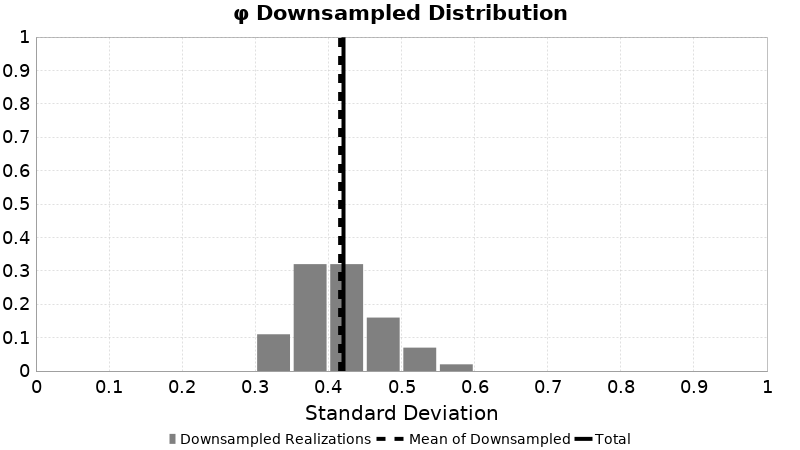 φ Downsampled Distribution
1
0.9
0.8
0.7
0.6
0.5
0.4
0.3
0.2
0.1
0
0 0.1 0.2 0.3 0.4 0.5 0.6 0.7 0.8 0.9 1
Standard Deviation
Downsampled Realizations Mean of Downsampled Total